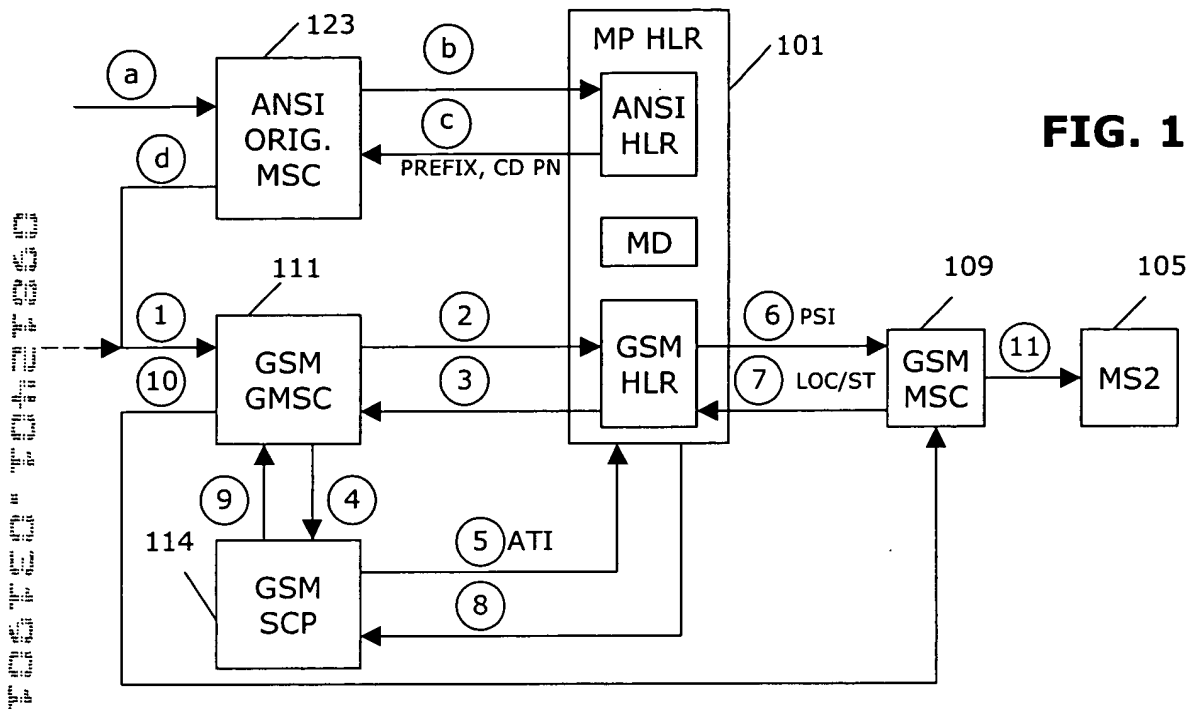 123
MP HLR
101
a
b
ANSI
ORIG.
MSC
ANSI
HLR
FIG. 1
c
d
PREFIX, CD PN
MD
111
109
105
1
2
6 PSI
GSM
GMSC
GSM
HLR
GSM
MSC
11
MS2
10
3
7 LOC/ST
9
4
114
5 ATI
GSM
SCP
8